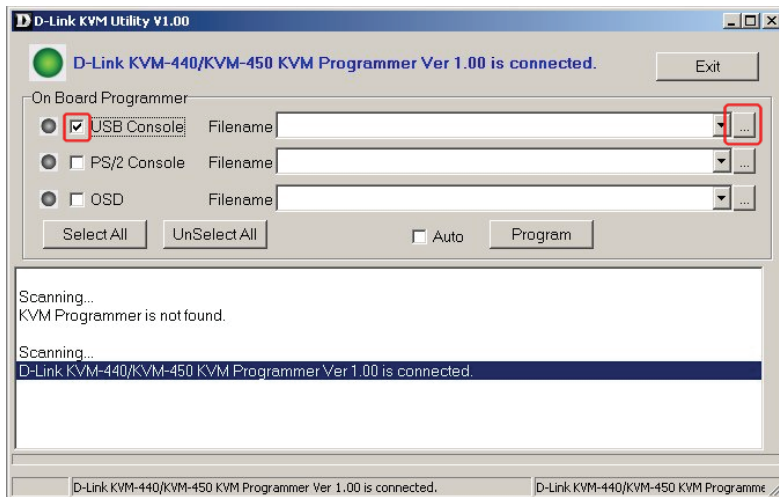 D-Link KVM Utility V1.00
D-Link KVM-440/KVM-450 KVM Programmer Ver 1.00 is connected.
Exit
On Board Programmer
USB Console Filename ...
PS/2 Console Filename ...
OSD Filename ...
Select All UnSelect All Auto Program
Scanning...
KVM Programmer is not found.
Scanning...
D-Link KVM-440/KVM-450 KVM Programmer Ver 1.00 is connected.
D-Link KVM-440/KVM-450 KVM Programmer Ver 1.00 is connected. D-Link KVM-440/KVM-450 KVM Programme